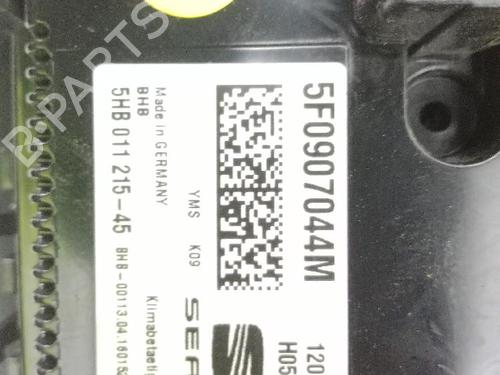 5F0907044M
120
H05
YMS K09
SEA
Made in GERMANY
BHB
5HB 011 215-45
BHB-00113.04.160
Klimabetaetig
B-PARTS